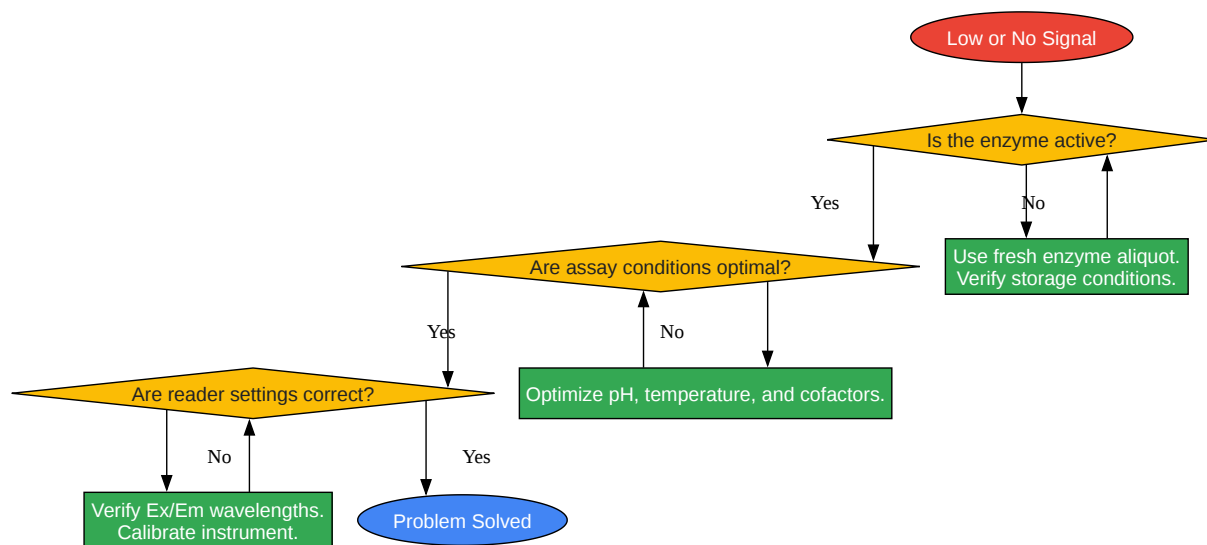 Low or No Signal
Is the enzyme active?
Yes
No
Use fresh enzyme aliquot.
Verify storage conditions.
Are assay conditions optimal?
Yes
No
Optimize pH, temperature, and cofactors.
Are reader settings correct?
No
Yes
Verify Ex/Em wavelengths.
Calibrate instrument.
Problem Solved